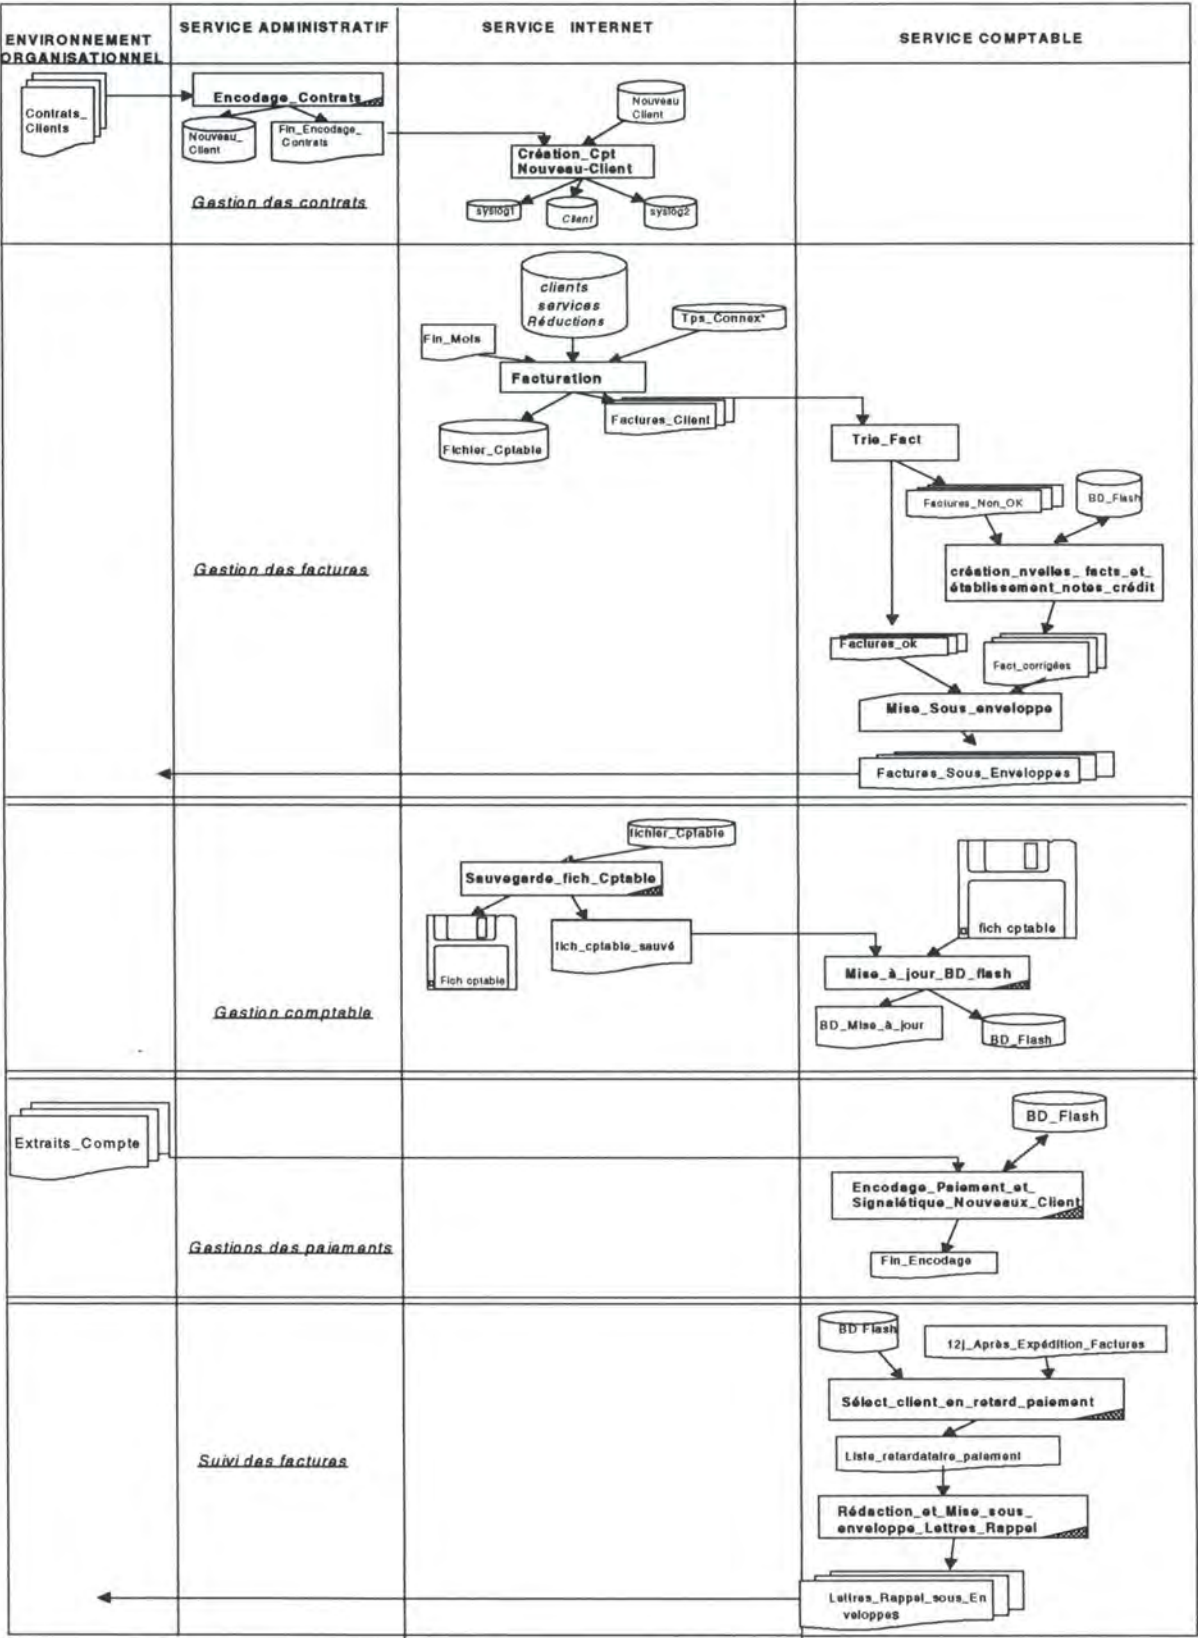 ENVIRONNEMENT
ORGANISATIONNEL
SERVICE ADMINISTRATIF
SERVICE INTERNET
SERVICE COMPTABLE
Contrats_
Clients
Encodage_Contrats
Nouveau_
Client
Fin_Encodage_
Contrats
Nouveau
Client
Création_Cpt
Nouveau-Client
syslog1
Client
syslog2
Gestion des contrats
clients
services
Réductions
Tps_Connex*
Fin_Mois
Facturation
Factures_Client
Fichier_Cptable
Trie_Fact
Factures_Non_OK
BD_Flash
création_nvelles_ facts_et_
établissement_notes_crédit
Gestion des factures
Factures_ok
Fact_corrigées
Mise_Sous_enveloppe
Factures_Sous_Enveloppes
fichier_Cptable
Sauvegarde_fich_Cptable
Fich cptable
fich_cptable_sauvé
fich cptable
Mise_à_jour_BD_flash
BD_Mise_à_jour
BD_Flash
Gestion comptable
Extraits_Compte
BD_Flash
Encodage_Paiement_et_
Signalétique_Nouveaux_Client
Fin_Encodage
Gestions des paiements
BD Flash
12j_Après_Expédition_Factures
Sélect_client_en_retard_paiement
Liste_retardataire_paiement
Suivi des factures
Rédaction_et_Mise_sous_
enveloppe_Lettres_Rappel
Lettres_Rappel_sous_En
veloppes